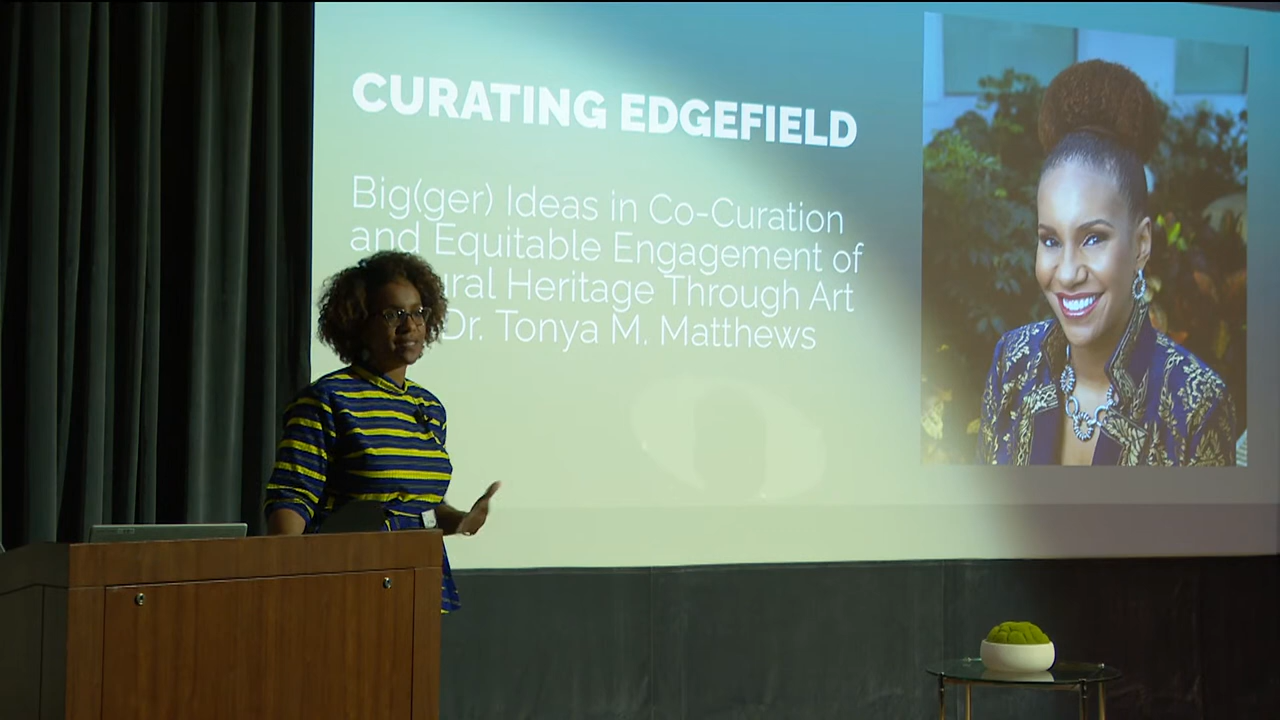 CURATING EDGEFIELD
Big(ger) Ideas in Co-Curation
and Equitable Engagement of
ural Heritage Through Art
Dr. Tonya M. Matthews